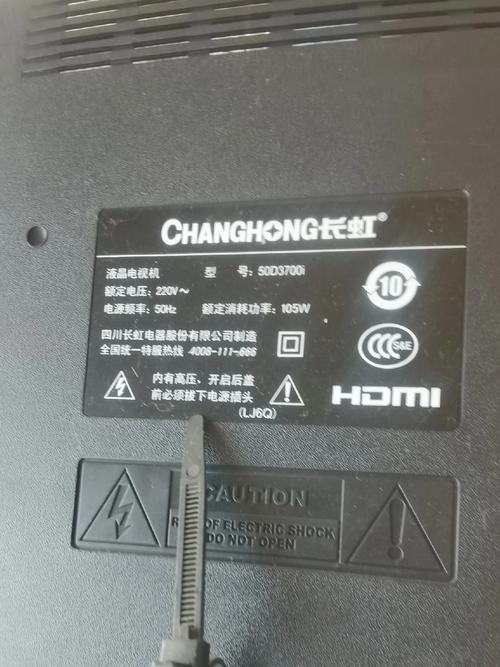 CHANGHONG长虹®
液晶电视机 型 号: 50D3700i
额定电压: 220V～
电源频率: 50Hz 额定消耗功率: 105W
10
四川长虹电器股份有限公司制造
全国统一特服热线 4008-111-666
CCC S&E
内有高压、开启后盖
前必须拔下电源插头
HDMI
(LJ6Q)
CAUTION
OF ELECTRIC SHOCK
DO NOT OPEN